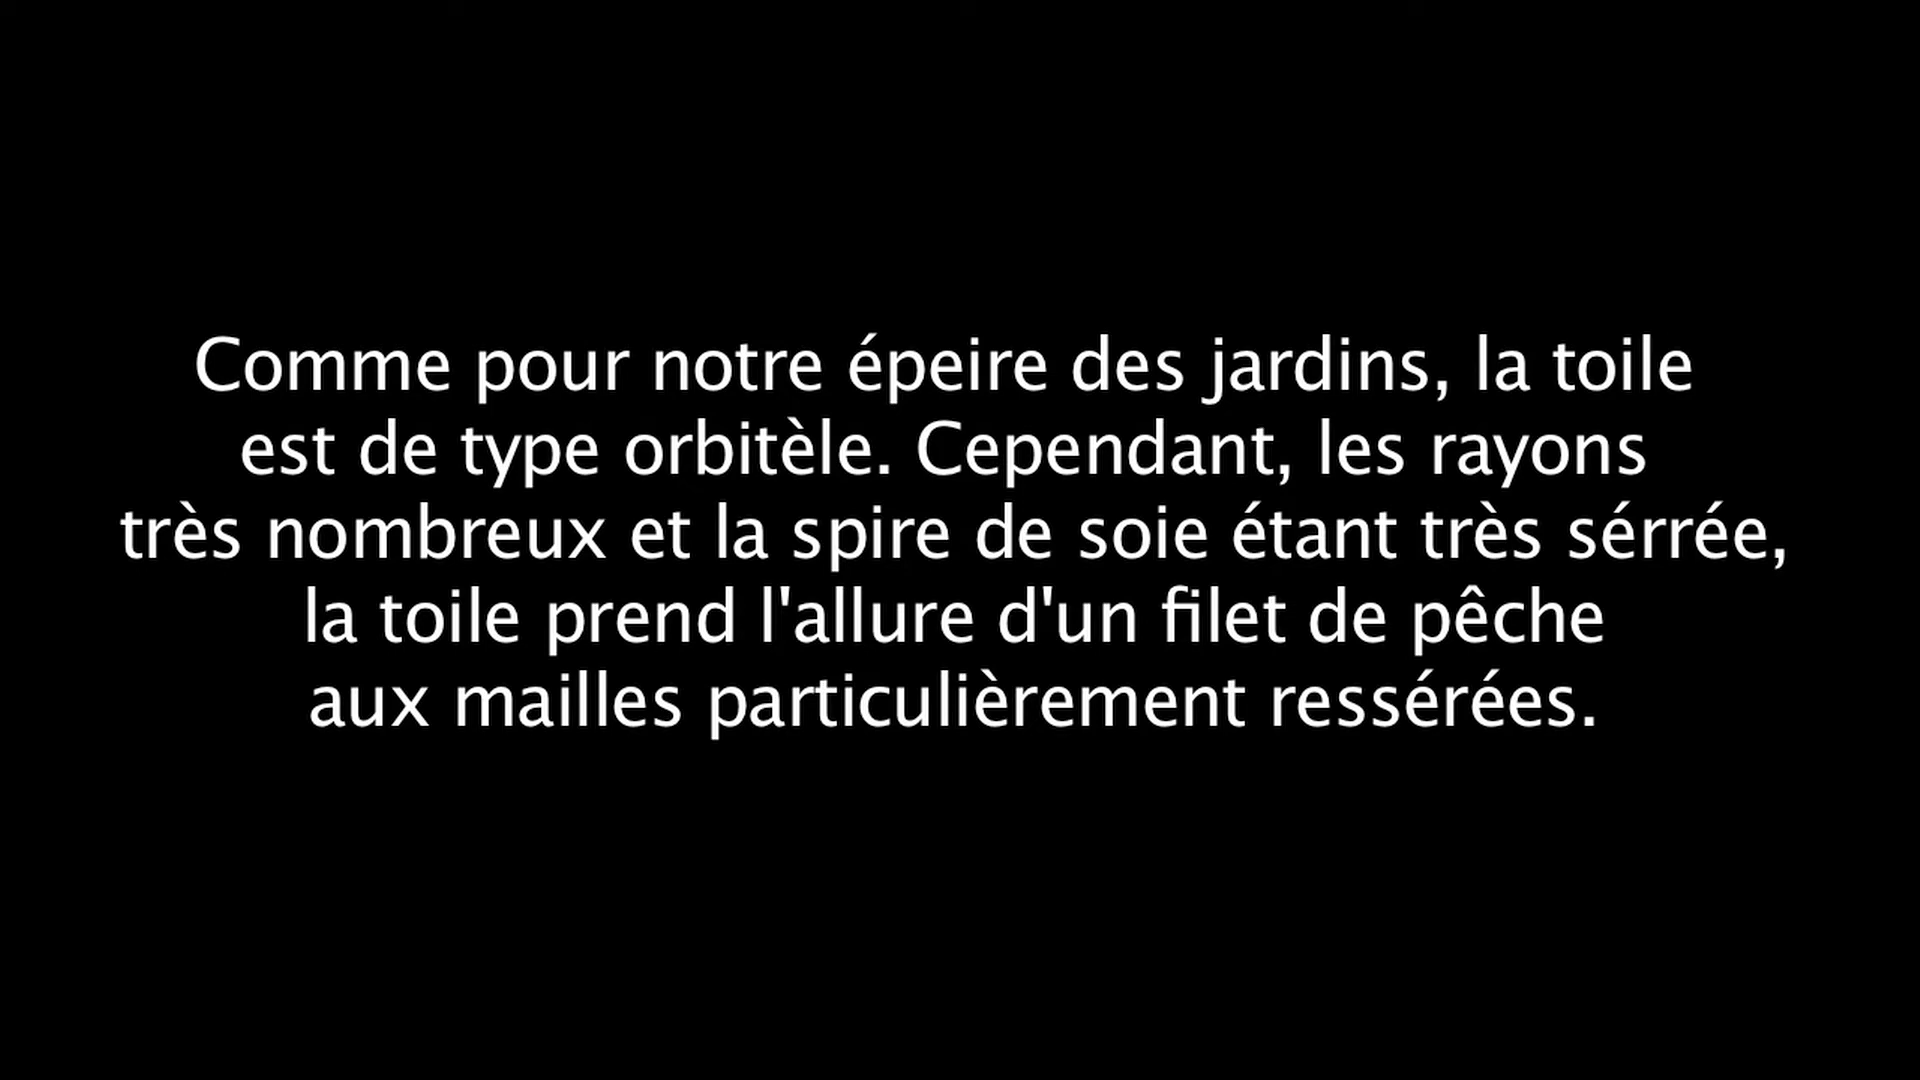 Comme pour notre épeire des jardins, la toile
est de type orbitèle. Cependant, les rayons
très nombreux et la spire de soie étant très sérrée,
la toile prend l'allure d'un filet de pêche
aux mailles particulièrement ressérées.